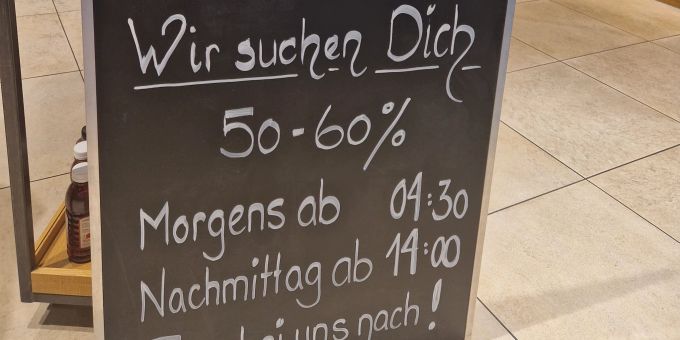 Wir suchen Dich
50-60%
Morgens ab 04:30
Nachmittag ab 14:00
bei uns nach!